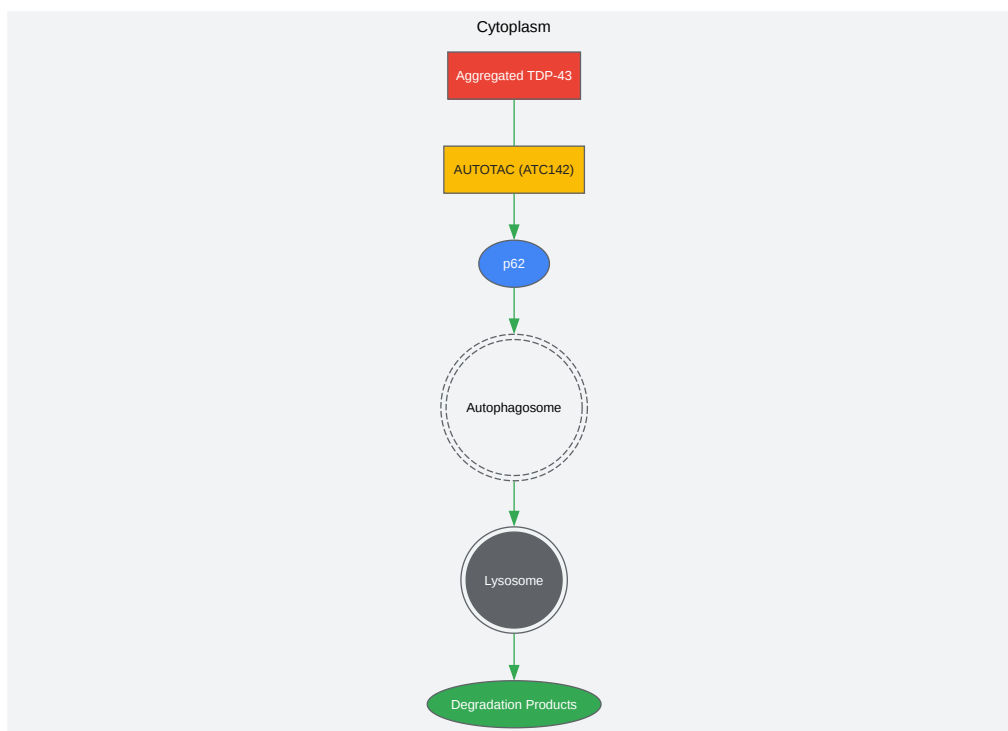 Cytoplasm
Aggregated TDP-43
AUTOTAC (ATC142)
p62
Autophagosome
Lysosome
Degradation Products